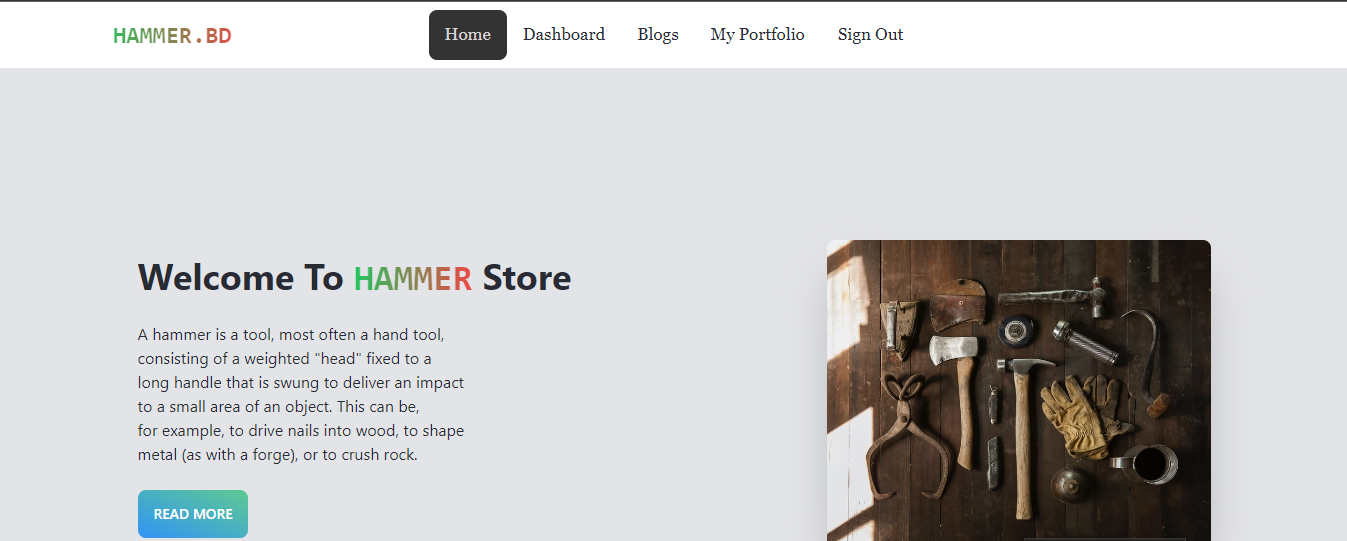 HAMMER.BD
Home Dashboard Blogs My Portfolio Sign Out
Welcome To HAMMER Store
A hammer is a tool, most often a hand tool,
consisting of a weighted "head" fixed to a
long handle that is swung to deliver an impact
to a small area of an object. This can be,
for example, to drive nails into wood, to shape
metal (as with a forge), or to crush rock.
READ MORE